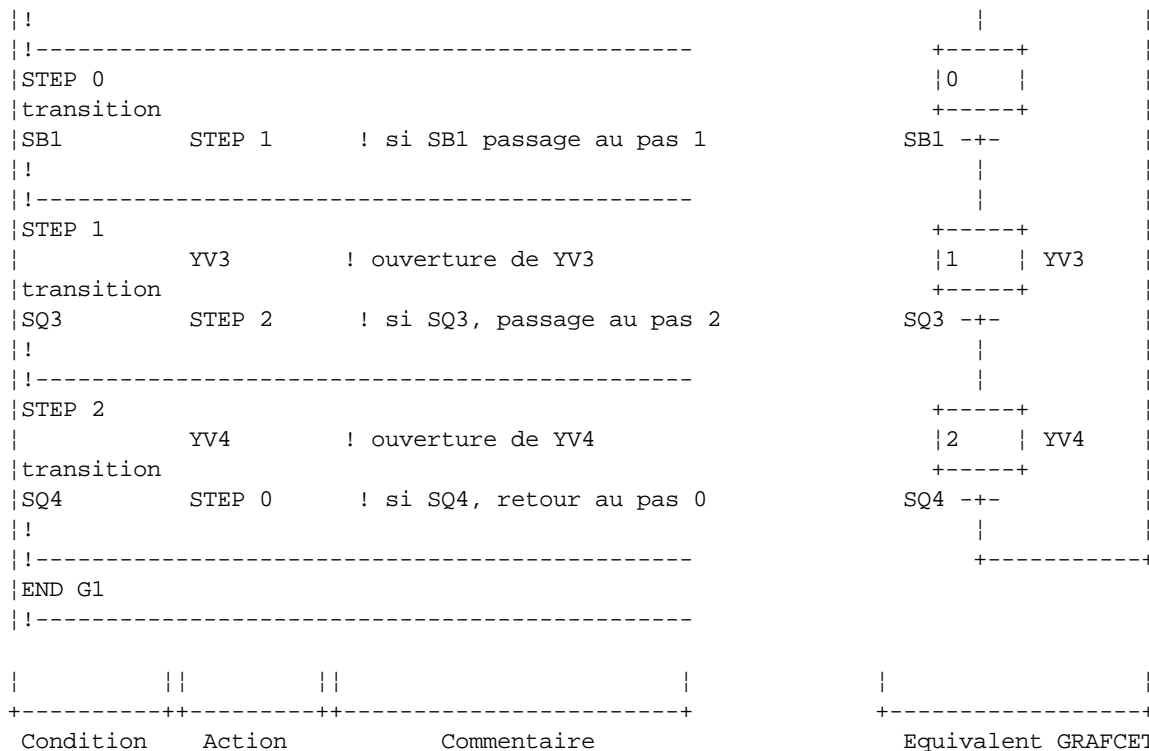 ¦!                                                                  ¦           ¦
¦!-----------------------------------------------                 +-----+        ¦
¦STEP 0                                                           ¦0    ¦        ¦
¦transition                                                       +-----+        ¦
¦SB1         STEP 1      ! si SB1 passage au pas 1              SB1 -+-          ¦
¦!                                                                  ¦           ¦
¦!-----------------------------------------------                    ¦           ¦
¦STEP 1                                                           +-----+        ¦
¦            YV3        ! ouverture de YV3                        ¦1    ¦ YV3    ¦
¦transition                                                       +-----+        ¦
¦SQ3         STEP 2      ! si SQ3, passage au pas 2             SQ3 -+-          ¦
¦!                                                                  ¦           ¦
¦!-----------------------------------------------                    ¦           ¦
¦STEP 2                                                           +-----+        ¦
¦            YV4        ! ouverture de YV4                        ¦2    ¦ YV4    ¦
¦transition                                                       +-----+        ¦
¦SQ4         STEP 0      ! si SQ4, retour au pas 0              SQ4 -+-          ¦
¦!                                                                  ¦           ¦
¦!-----------------------------------------------                    +-----------+
¦END G1
¦!-----------------------------------------------
¦          ¦¦         ¦¦                        ¦             ¦                  ¦
+----------++---------++------------------------+             +------------------+
Condition    Action           Commentaire                      Equivalent GRAFCET